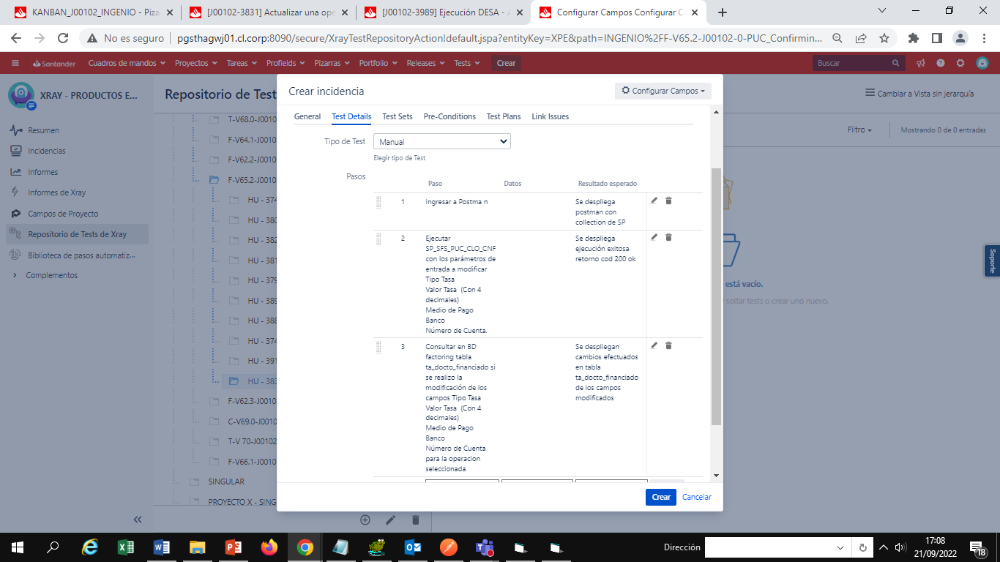 KANBAN_J00102_INGENIO - Piza
[J00102-3831] Actualizar una ope
[J00102-3989] Ejecución DESA - A
Configurar Campos Configurar C
No es seguro
pgsthagwj01.cl.corp:8090/secure/XrayTestRepositoryAction!default.jspa?entityKey=XPE&path=INGENIO%2FF-V65.2-J00102-0-PUC_Confirmin...
Santander
Cuadros de mandos
Proyectos
Tareas
Profields
Pizarras
Portfolio
Releases
Tests
Crear
Buscar
XRAY - PRODUCTOS E...
Resumen
Incidencias
Informes
Informes de Xray
Campos de Proyecto
Repositorio de Tests de Xray
Biblioteca de pasos automatiz...
Complementos
Repositorio de Test
Cambiar a Vista sin jerarquía
Filtro
Mostrando 0 de 0 entradas
T-V68.0-J0010
F-V64.1-J0010
F-V62.2-J0010
F-V65.2-J0010
HU - 374
HU - 380
HU - 382
HU - 381
HU - 379
HU - 389
HU - 388
HU - 374
HU - 391
HU - 383
F-V62.3-J0010
C-V69.0-J0010
T-V 70-J00102
F-V66.1-J0010
SINGULAR
PROYECTO X - SING
está vacío.
soltar tests o crear uno nuevo.
Soporte
Crear incidencia
Configurar Campos
General
Test Details
Test Sets
Pre-Conditions
Test Plans
Link Issues
Tipo de Test
Manual
Elegir tipo de Test
Pasos
Paso
Datos
Resultado esperado
1
Ingresar a Postma n
Se despliega
postman con
collection de SP
2
Ejecutar
SP_SFS_PUC_CLO_CNF
con los parámetros de
entrada a modificar
Tipo Tasa
Valor Tasa (Con 4
decimales)
Medio de Pago
Banco
Número de Cuenta.
Se despliega
ejecución exitosa
retorno cod 200 ok
3
Consultar en BD
factoring tabla
ta_docto_financiado si
se realizo la
modificación de los
campos Tipo Tasa
Valor Tasa (Con 4
decimales)
Medio de Pago
Banco
Número de Cuenta
para la operacion
seleccionada
Se despliegan
cambios efectuados
en tabla
ta_docto_financiado
de los campos
modificados
Crear
Cancelar
Dirección
17:08
21/09/2022
18